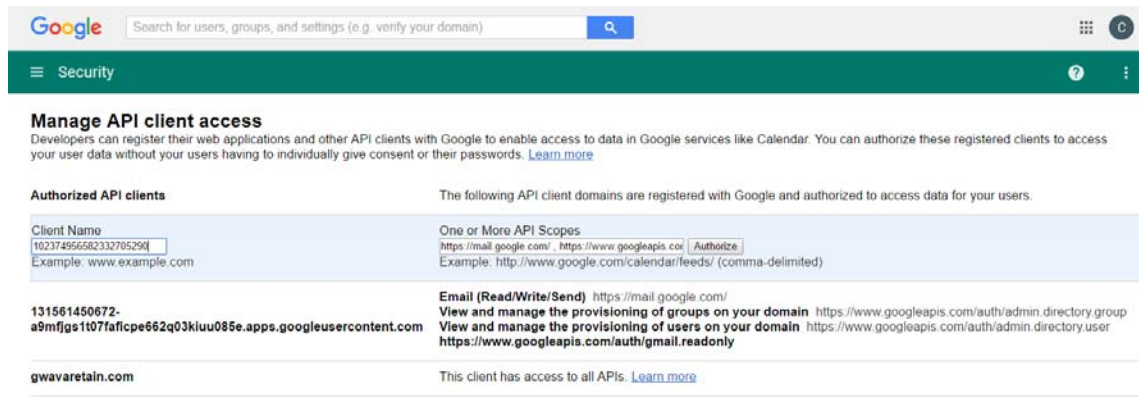 Google Search for users, groups, and settings (e.g. verify your domain) C
Security
Manage API client access
Developers can register their web applications and other API clients with Google to enable access to data in Google services like Calendar. You can authorize these registered clients to access
your user data without your users having to individually give consent or their passwords. Learn more
Authorized API clients The following API client domains are registered with Google and authorized to access data for your users.
Client Name One or More API Scopes
102374956582332705290 https://mail.google.com/ , https://www.googleapis.com Authorize
Example: www.example.com Example: http://www.google.com/calendar/feeds/ (comma-delimited)
Email (Read/Write/Send) https://mail.google.com/
131561450672- View and manage the provisioning of groups on your domain https://www.googleapis.com/auth/admin.directory.group
a9mfjgs1t07faficpe662q03kiuu085e.apps.googleusercontent.com View and manage the provisioning of users on your domain https://www.googleapis.com/auth/admin.directory.user
https://www.googleapis.com/auth/gmail.readonly
gwavaretain.com This client has access to all APIs. Learn more